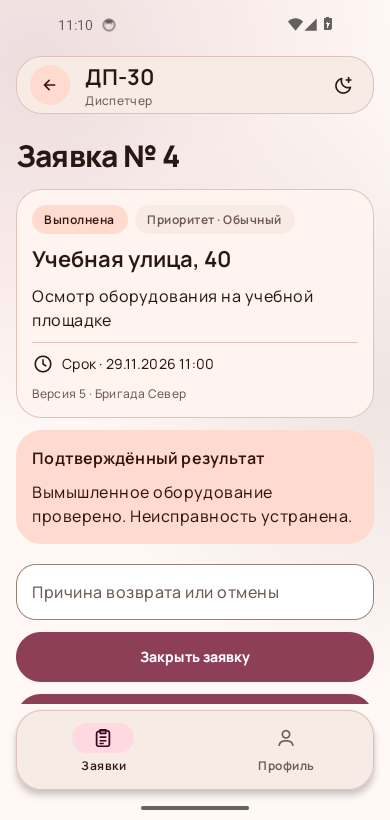 11:10
ДП-30
Диспетчер
Заявка № 4
Выполнена
Приоритет · Обычный
Учебная улица, 40
Осмотр оборудования на учебной
площадке
Срок · 29.11.2026 11:00
Версия 5 · Бригада Север
Подтверждённый результат
Вымышленное оборудование
проверено. Неисправность устранена.
Причина возврата или отмены
Закрыть заявку
Заявки
Профиль